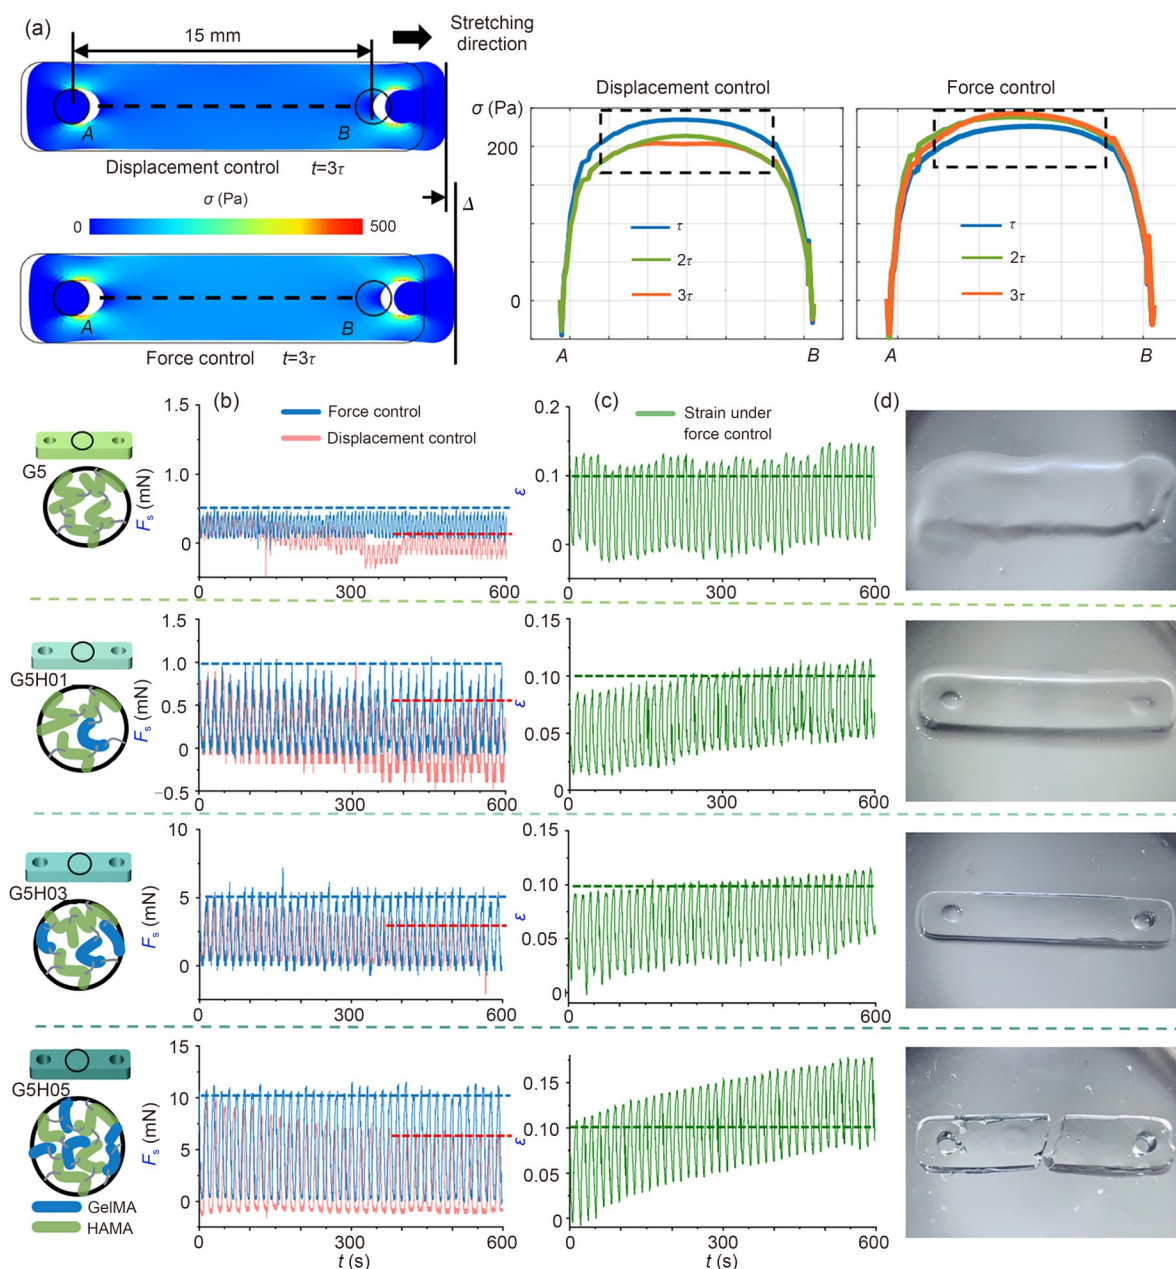 (a)
15 mm
Stretching
direction
A
B
Displacement control t=3τ
σ (Pa)
0
500
Δ
A
B
Force control t=3τ
Displacement control
σ (Pa)
200
0
τ
2τ
3τ
A
B
Force control
τ
2τ
3τ
A
B
(b)
Force control
Displacement control
(c)
Strain under
force control
(d)
G5
Fs (mN)
1.5
1.0
0.5
0
0
300
600
ε
0.2
0.1
0
0
300
600
G5H01
Fs (mN)
1.5
1.0
0.5
0
−0.5
0
300
600
ε
0.15
0.10
0.05
0
0
300
600
G5H03
Fs (mN)
10
5
0
0
300
600
ε
0.15
0.10
0.05
0
0
300
600
G5H05
GelMA
HAMA
Fs (mN)
15
10
5
0
0
300
600
t (s)
ε
0.15
0.10
0.05
0
0
300
600
t (s)